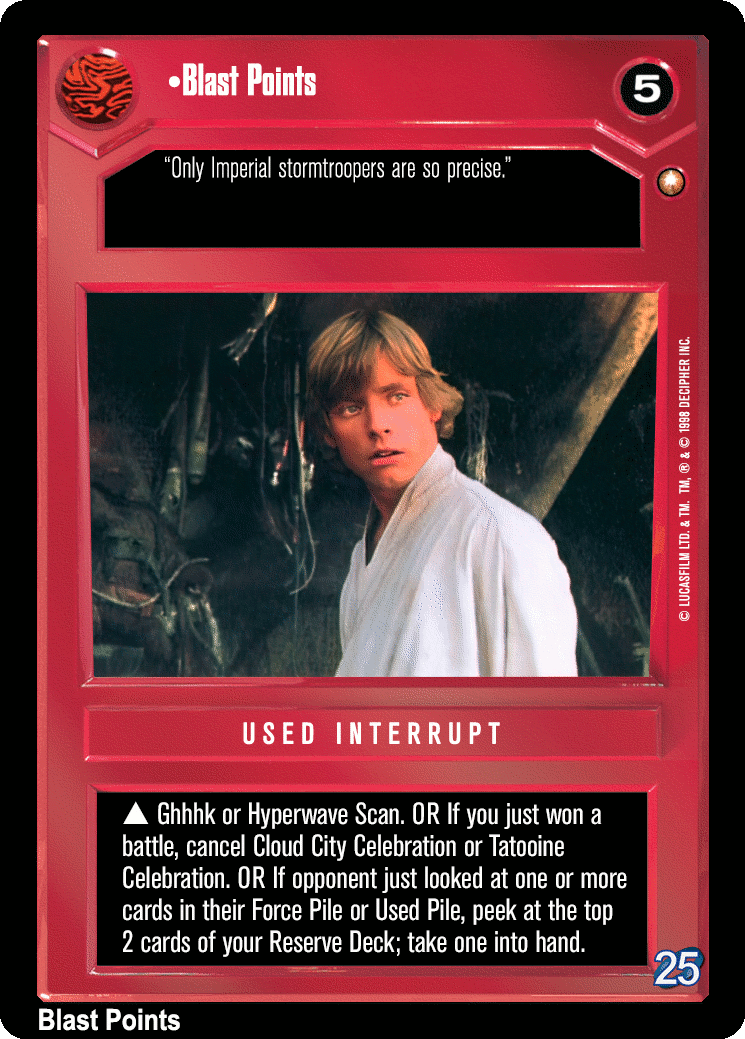 •Blast Points
5
“Only Imperial stormtroopers are so precise.”
© LUCASFILM LTD. & TM. TM, ® & © 1998 DECIPHER INC.
USED INTERRUPT
▲ Ghhhk or Hyperwave Scan. OR If you just won a
battle, cancel Cloud City Celebration or Tatooine
Celebration. OR If opponent just looked at one or more
cards in their Force Pile or Used Pile, peek at the top
2 cards of your Reserve Deck; take one into hand.
25
Blast Points